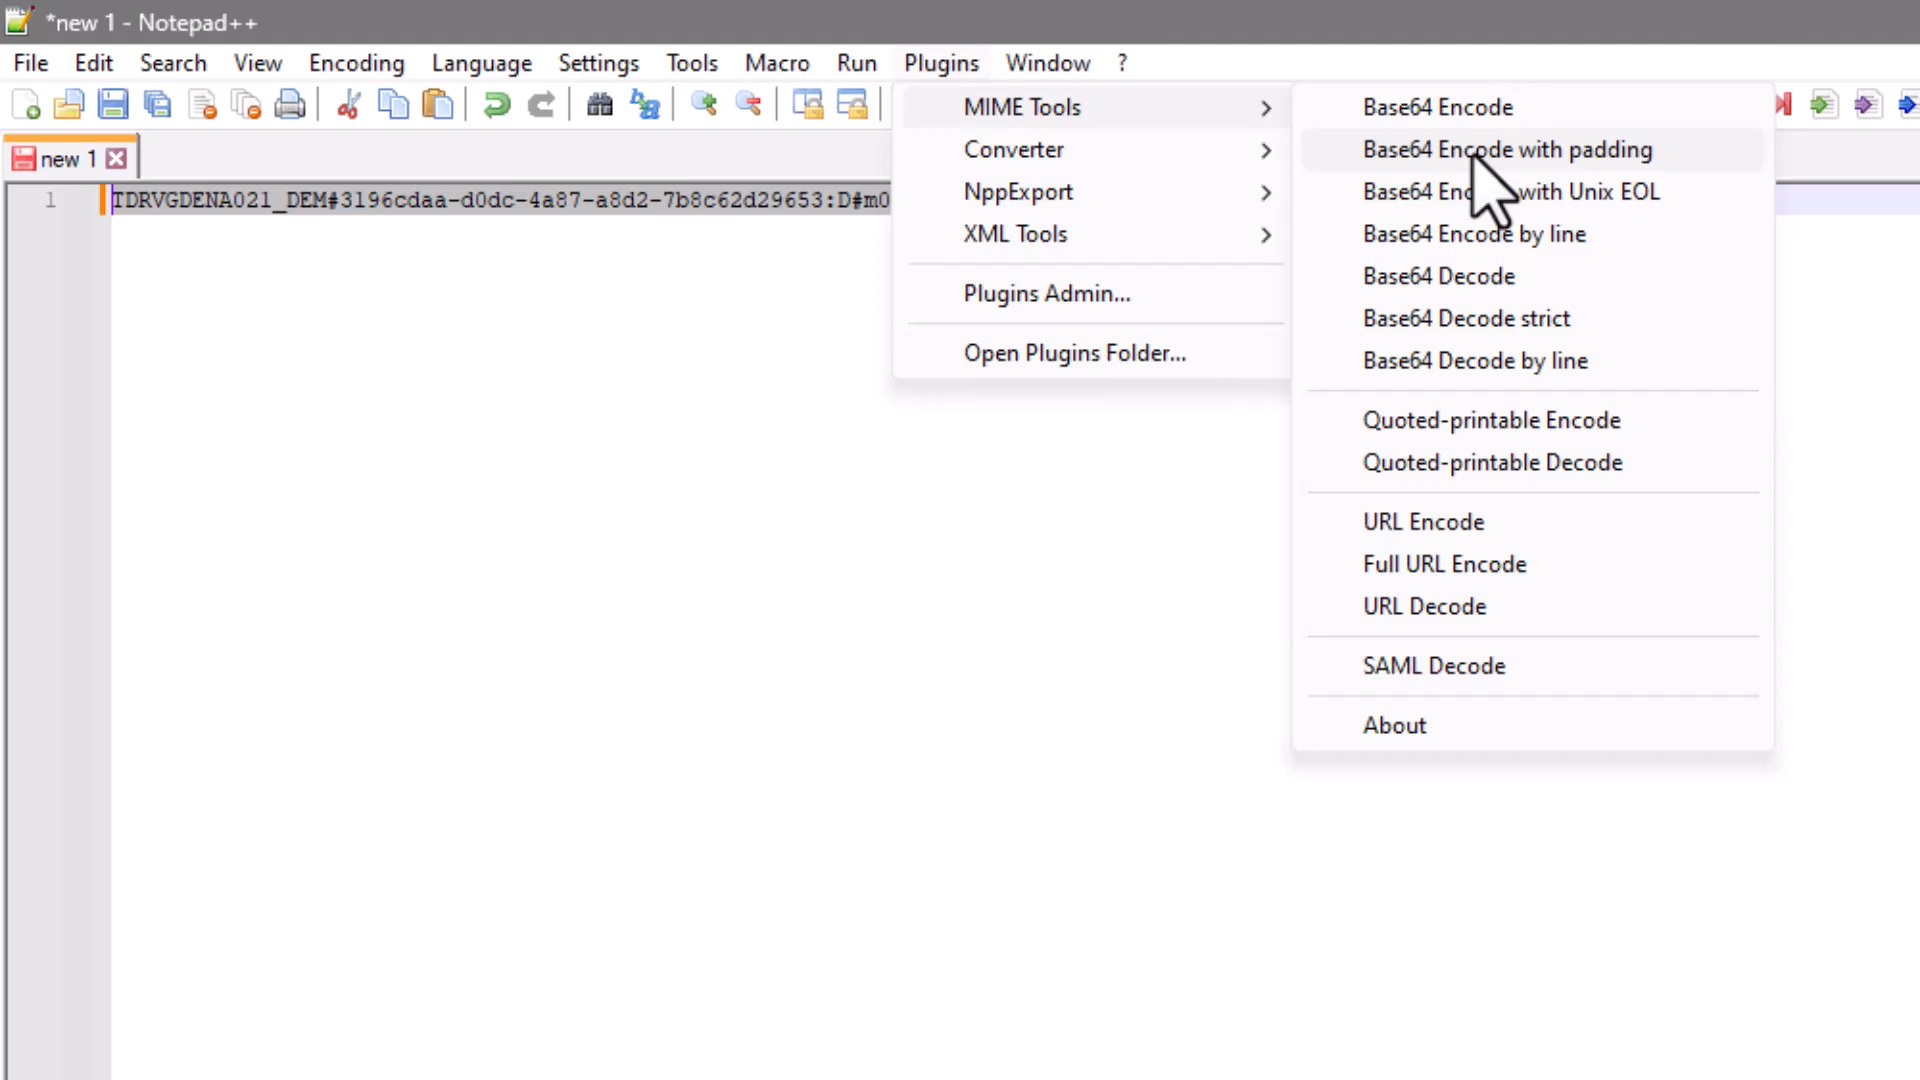 *new 1 - Notepad++
File Edit Search View Encoding Language Settings Tools Macro Run Plugins Window ?
new 1
1 TDRVGDENA021_DEM#3196cdaa-d0dc-4a87-a8d2-7b8c62d29653:D#m0
MIME Tools
Converter
NppExport
XML Tools
Plugins Admin...
Open Plugins Folder...
Base64 Encode
Base64 Encode with padding
Base64 Encode with Unix EOL
Base64 Encode by line
Base64 Decode
Base64 Decode strict
Base64 Decode by line
Quoted-printable Encode
Quoted-printable Decode
URL Encode
Full URL Encode
URL Decode
SAML Decode
About